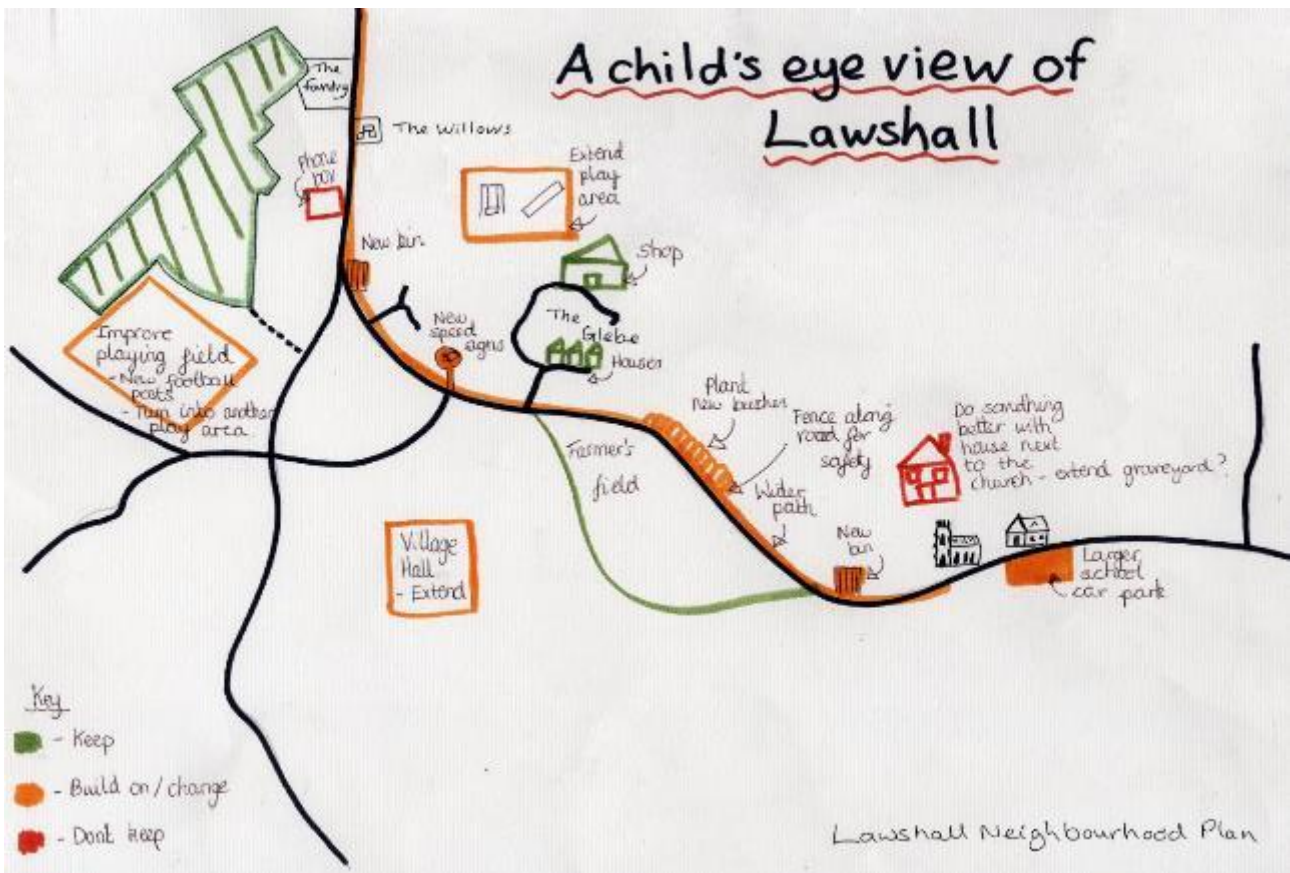 A child's eye view of
Lawshall
The
The Willows
Phone
box
Extend
play
area
New bin
Shop
New
speed
signs
The
Glebe
Houses
Improve
playing field
- New football
posts
- Turn into another
play area
Plant
new bushes
Fence along
road for
safety
Farmer's
field
Wider
path
New
bin
Do something
better with
house next
to the
church - extend graveyard?
Larger
school
car park
Village
Hall
- Extend
Key
- Keep
- Build on / change
- Dont keep
Lawshall Neighbourhood Plan